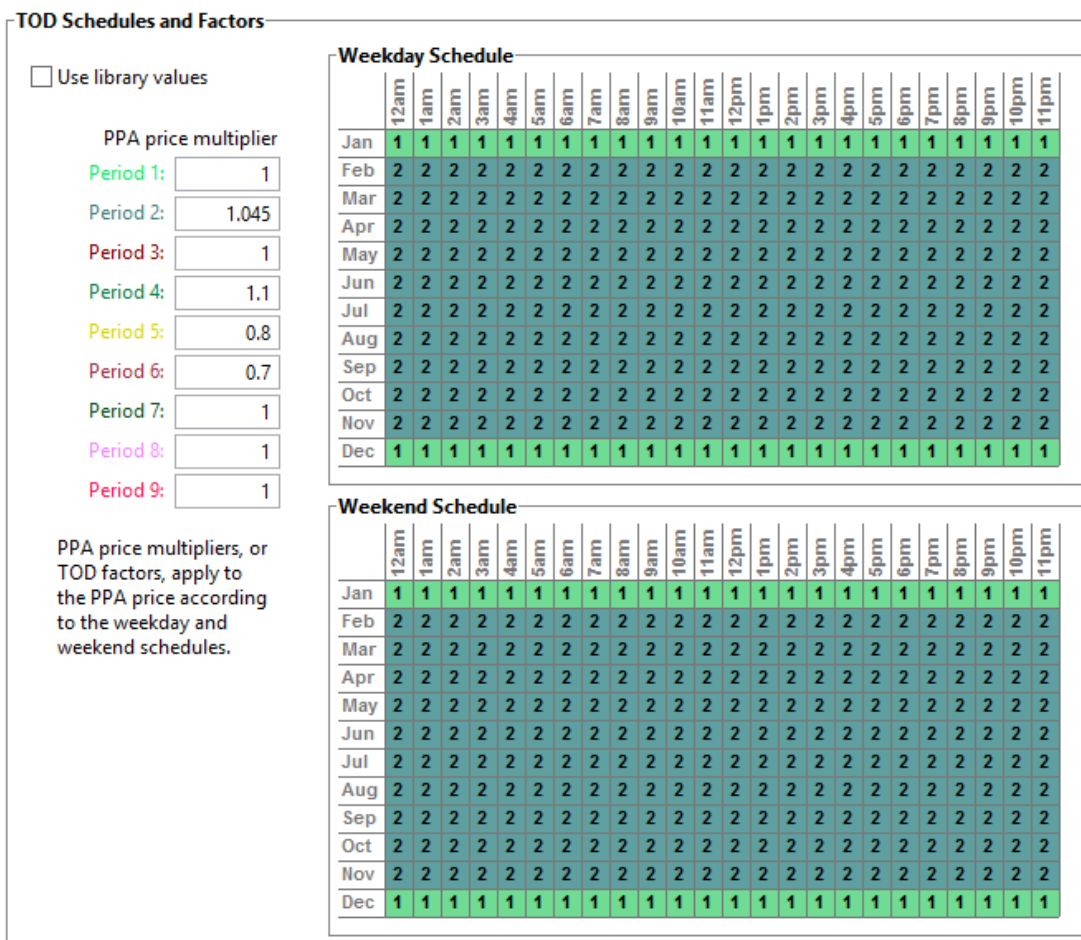 TOD Schedules and Factors
Use library values
PPA price multiplier
Period 1: 1
Period 2: 1.045
Period 3: 1
Period 4: 1.1
Period 5: 0.8
Period 6: 0.7
Period 7: 1
Period 8: 1
Period 9: 1
PPA price multipliers, or
TOD factors, apply to
the PPA price according
to the weekday and
weekend schedules.
Weekday Schedule
12am 1am 2am 3am 4am 5am 6am 7am 8am 9am 10am 11am 12pm 1pm 2pm 3pm 4pm 5pm 6pm 7pm 8pm 9pm 10pm 11pm
Jan 1 1 1 1 1 1 1 1 1 1 1 1 1 1 1 1 1 1 1 1 1 1 1 1
Feb 2 2 2 2 2 2 2 2 2 2 2 2 2 2 2 2 2 2 2 2 2 2 2 2
Mar 2 2 2 2 2 2 2 2 2 2 2 2 2 2 2 2 2 2 2 2 2 2 2 2
Apr 2 2 2 2 2 2 2 2 2 2 2 2 2 2 2 2 2 2 2 2 2 2 2 2
May 2 2 2 2 2 2 2 2 2 2 2 2 2 2 2 2 2 2 2 2 2 2 2 2
Jun 2 2 2 2 2 2 2 2 2 2 2 2 2 2 2 2 2 2 2 2 2 2 2 2
Jul 2 2 2 2 2 2 2 2 2 2 2 2 2 2 2 2 2 2 2 2 2 2 2 2
Aug 2 2 2 2 2 2 2 2 2 2 2 2 2 2 2 2 2 2 2 2 2 2 2 2
Sep 2 2 2 2 2 2 2 2 2 2 2 2 2 2 2 2 2 2 2 2 2 2 2 2
Oct 2 2 2 2 2 2 2 2 2 2 2 2 2 2 2 2 2 2 2 2 2 2 2 2
Nov 2 2 2 2 2 2 2 2 2 2 2 2 2 2 2 2 2 2 2 2 2 2 2 2
Dec 1 1 1 1 1 1 1 1 1 1 1 1 1 1 1 1 1 1 1 1 1 1 1 1
Weekend Schedule
12am 1am 2am 3am 4am 5am 6am 7am 8am 9am 10am 11am 12pm 1pm 2pm 3pm 4pm 5pm 6pm 7pm 8pm 9pm 10pm 11pm
Jan 1 1 1 1 1 1 1 1 1 1 1 1 1 1 1 1 1 1 1 1 1 1 1 1
Feb 2 2 2 2 2 2 2 2 2 2 2 2 2 2 2 2 2 2 2 2 2 2 2 2
Mar 2 2 2 2 2 2 2 2 2 2 2 2 2 2 2 2 2 2 2 2 2 2 2 2
Apr 2 2 2 2 2 2 2 2 2 2 2 2 2 2 2 2 2 2 2 2 2 2 2 2
May 2 2 2 2 2 2 2 2 2 2 2 2 2 2 2 2 2 2 2 2 2 2 2 2
Jun 2 2 2 2 2 2 2 2 2 2 2 2 2 2 2 2 2 2 2 2 2 2 2 2
Jul 2 2 2 2 2 2 2 2 2 2 2 2 2 2 2 2 2 2 2 2 2 2 2 2
Aug 2 2 2 2 2 2 2 2 2 2 2 2 2 2 2 2 2 2 2 2 2 2 2 2
Sep 2 2 2 2 2 2 2 2 2 2 2 2 2 2 2 2 2 2 2 2 2 2 2 2
Oct 2 2 2 2 2 2 2 2 2 2 2 2 2 2 2 2 2 2 2 2 2 2 2 2
Nov 2 2 2 2 2 2 2 2 2 2 2 2 2 2 2 2 2 2 2 2 2 2 2 2
Dec 1 1 1 1 1 1 1 1 1 1 1 1 1 1 1 1 1 1 1 1 1 1 1 1